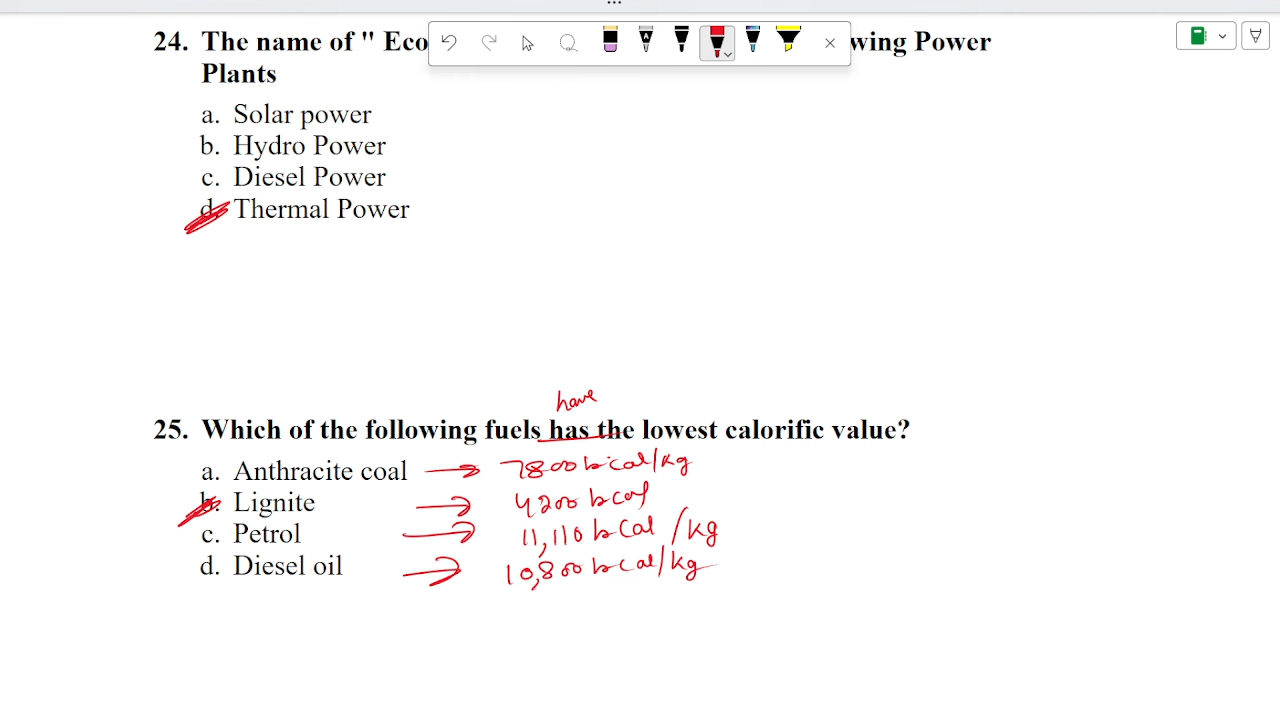 24. The name of " Eco wing Power
Plants
a. Solar power
b. Hydro Power
c. Diesel Power
d. Thermal Power
have
25. Which of the following fuels has the lowest calorific value?
a. Anthracite coal → 7800 kcal/kg
b. Lignite → 4200 kcal
c. Petrol → 11,110 kcal/kg
d. Diesel oil → 10,800 kcal/kg